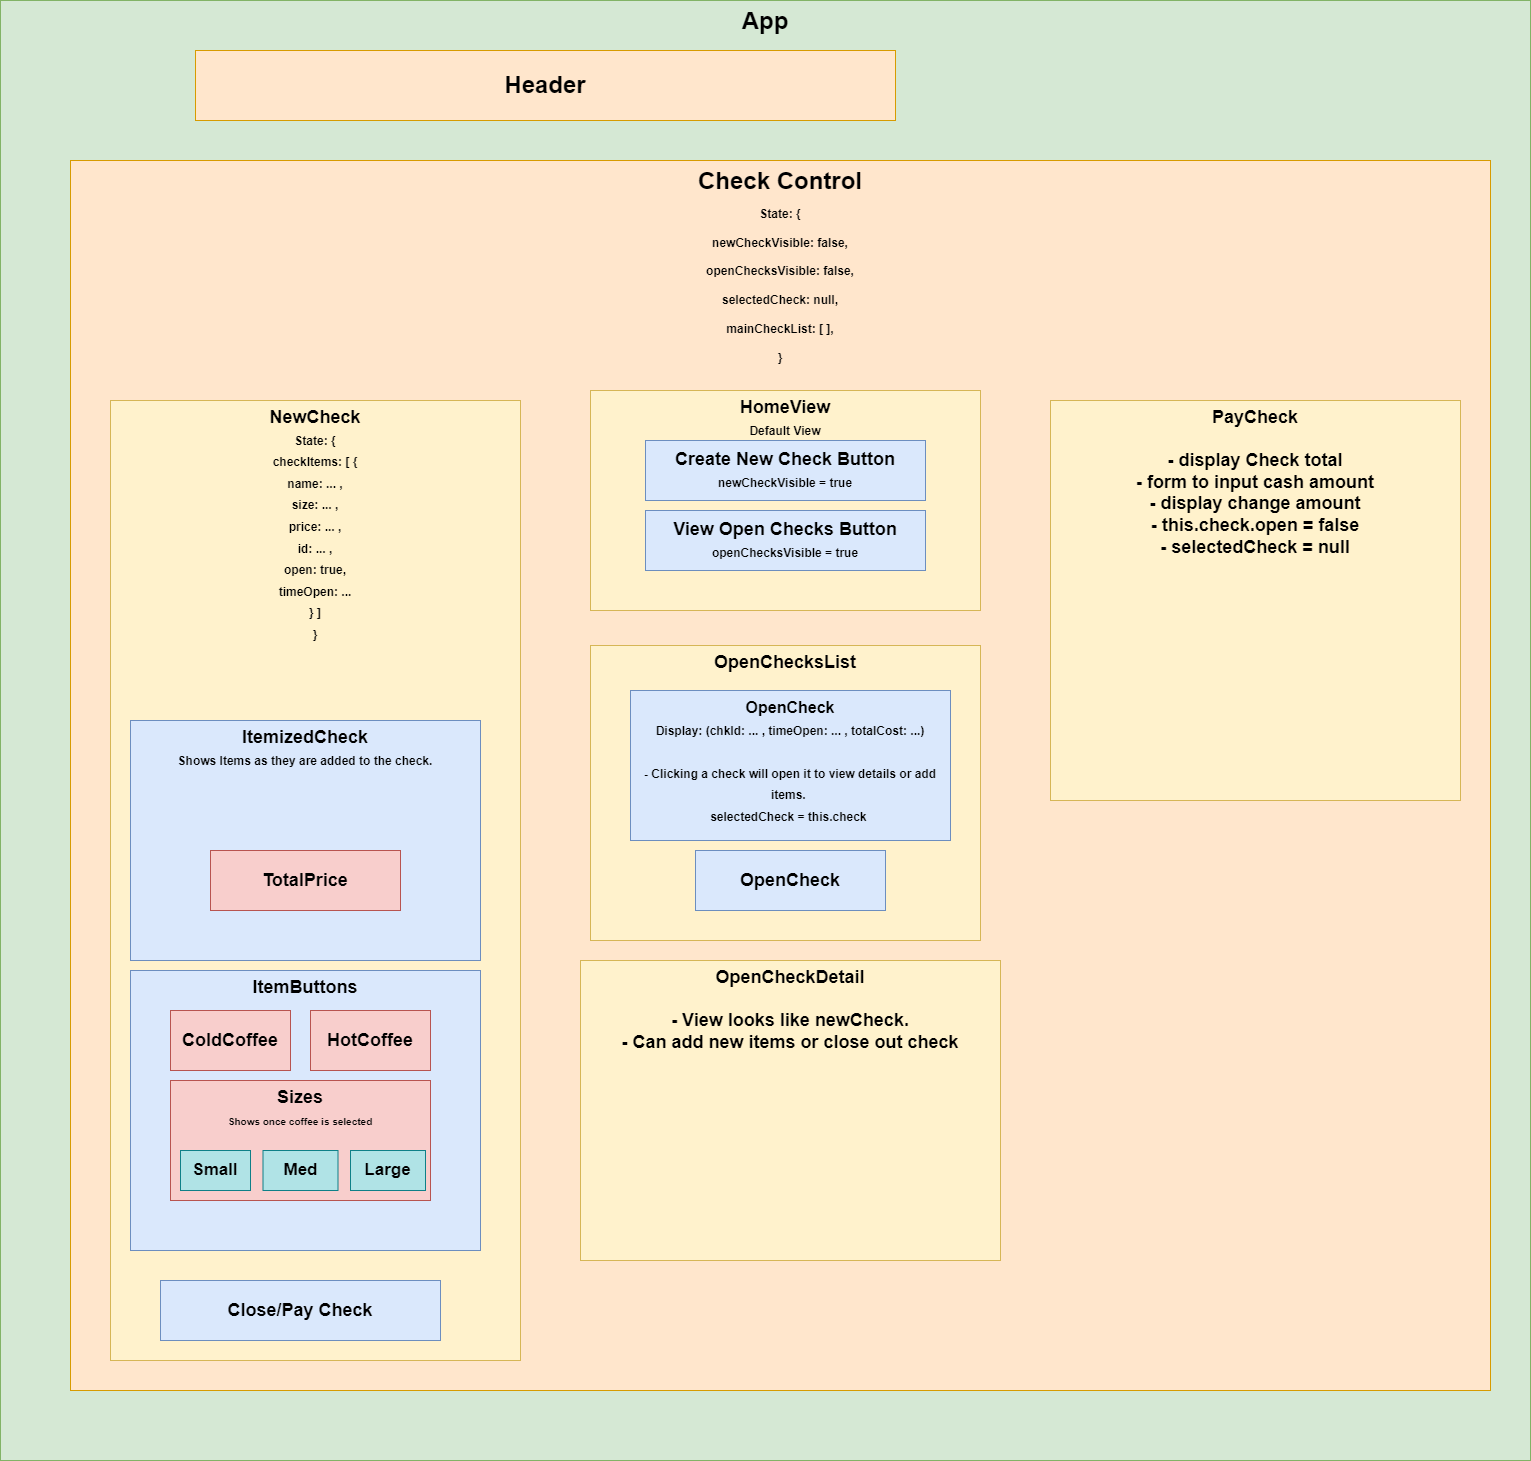 App
Header
Check Control
State: {
newCheckVisible: false,
openChecksVisible: false,
selectedCheck: null,
mainCheckList: [ ],
}
NewCheck
State: {
checkItems: [ {
name: ... ,
size: ... ,
price: ... ,
id: ... ,
open: true,
timeOpen: ...
} ]
}
ItemizedCheck
Shows Items as they are added to the check.
TotalPrice
ItemButtons
ColdCoffee
HotCoffee
Sizes
Shows once coffee is selected
Small
Med
Large
Close/Pay Check
HomeView
Default View
Create New Check Button
newCheckVisible = true
View Open Checks Button
openChecksVisible = true
OpenChecksList
OpenCheck
Display: (chkId: ... , timeOpen: ... , totalCost: ...)
- Clicking a check will open it to view details or add
items.
selectedCheck = this.check
OpenCheck
OpenCheckDetail
- View looks like newCheck.
- Can add new items or close out check
PayCheck
- display Check total
- form to input cash amount
- display change amount
- this.check.open = false
- selectedCheck = null